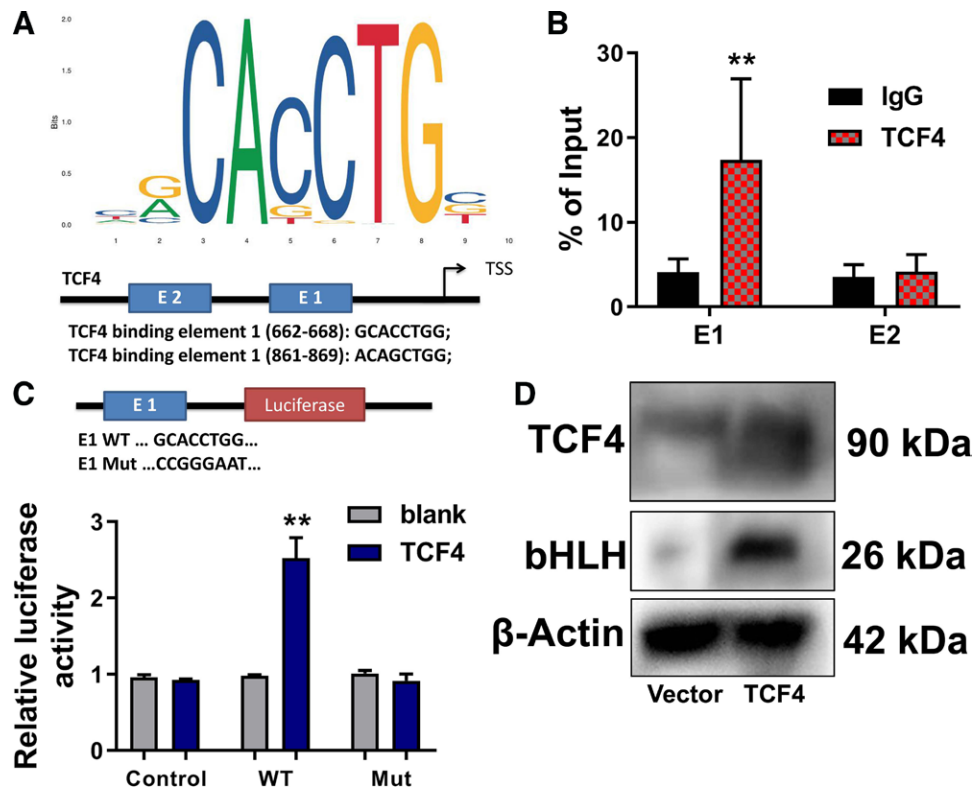 A
2.0
1.5
Bits
1.0
0.5
0.0
C T A
G A C
C
A
C G T
C
T
G
C G T
1 2 3 4 5 6 7 8 9 10
TCF4
E 2
E 1
TSS
TCF4 binding element 1 (662-668): GCACCTGG;
TCF4 binding element 1 (861-869): ACAGCTGG;
B
**
IgG
TCF4
% of Input
30
20
10
0
E1
E2
C
E 1
Luciferase
E1 WT ... GCACCTGG...
E1 Mut ...CCGGGAAT...
Relative luciferase activity
3
2
1
0
**
blank
TCF4
Control
WT
Mut
D
TCF4
90 kDa
bHLH
26 kDa
β-Actin
42 kDa
Vector
TCF4